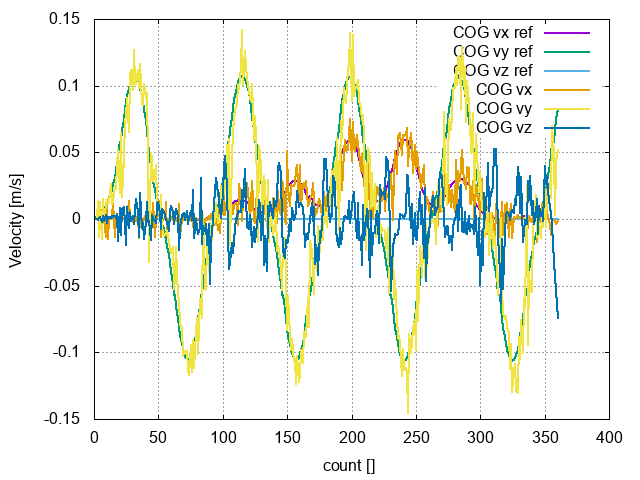 0.15
0.1
0.05
0
-0.05
-0.1
-0.15
Velocity [m/s]
COG vx ref
COG vy ref
COG vz ref
COG vx
COG vy
COG vz
0 50 100 150 200 250 300 350 400
count []